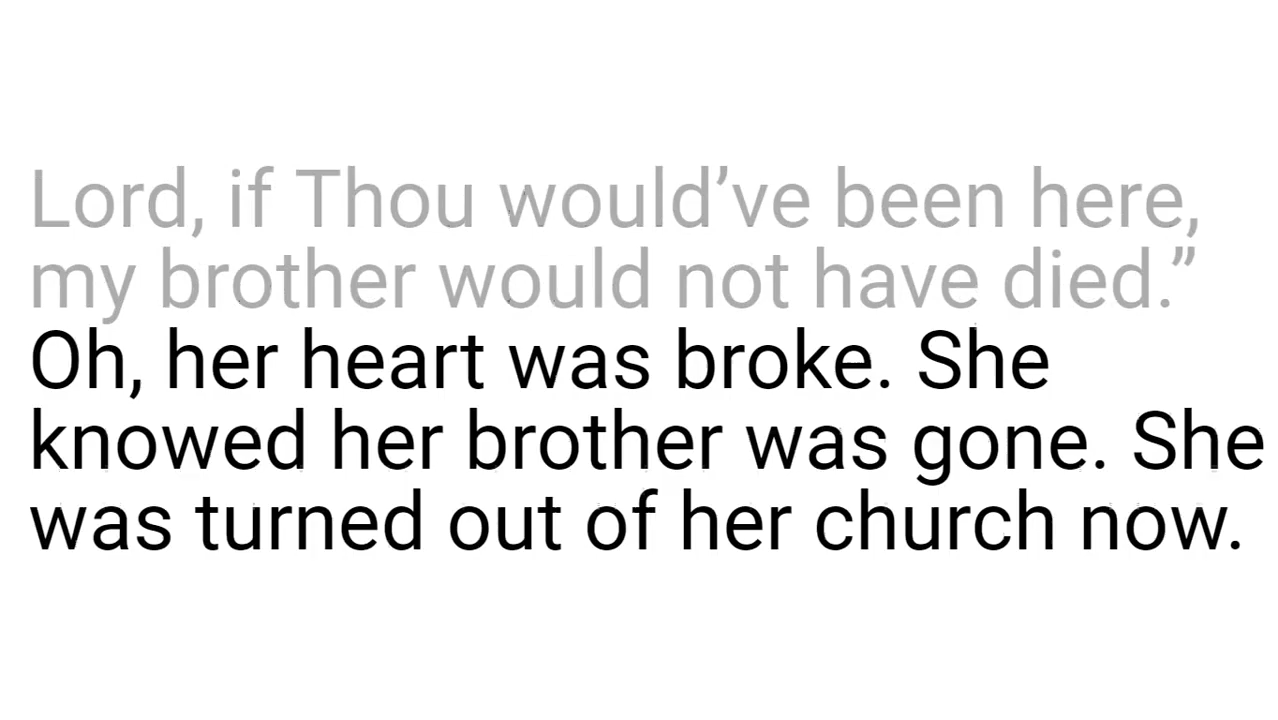 Lord, if Thou would’ve been here,
my brother would not have died.”
Oh, her heart was broke. She
knowed her brother was gone. She
was turned out of her church now.